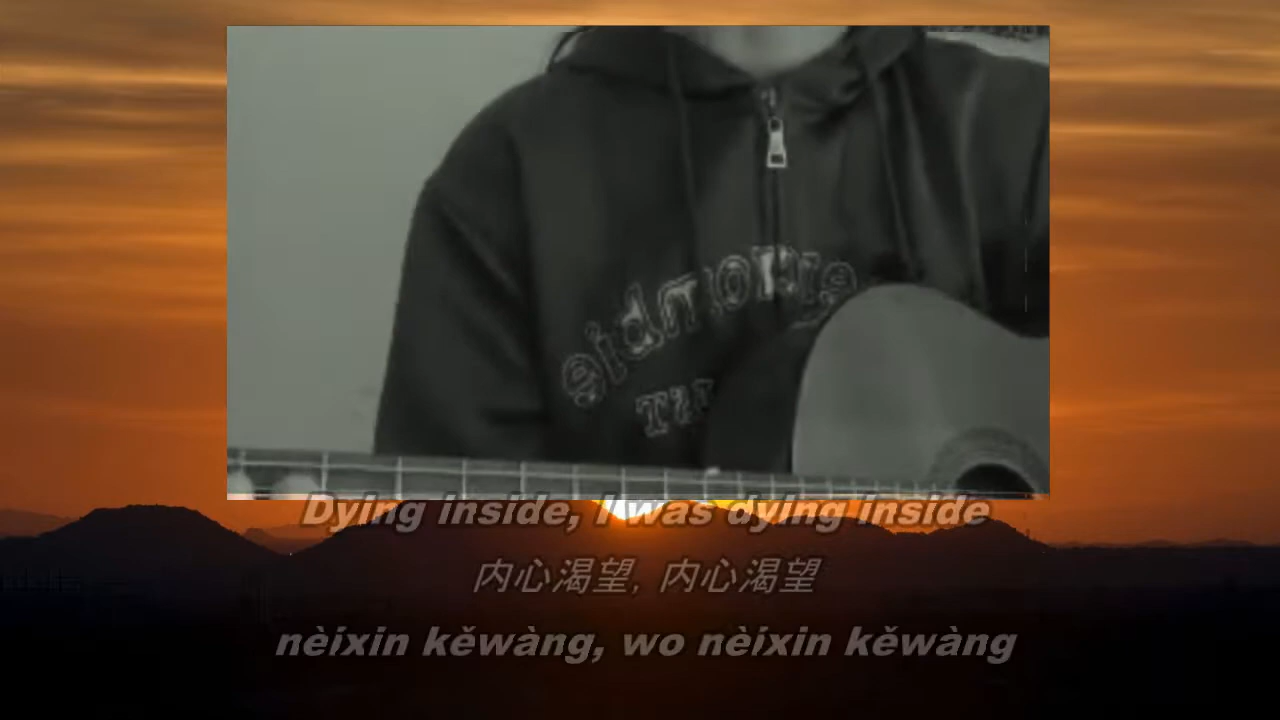 Dying inside, I was dying inside
内心渴望, 内心渴望
nèixin kěwàng, wo nèixin kěwàng